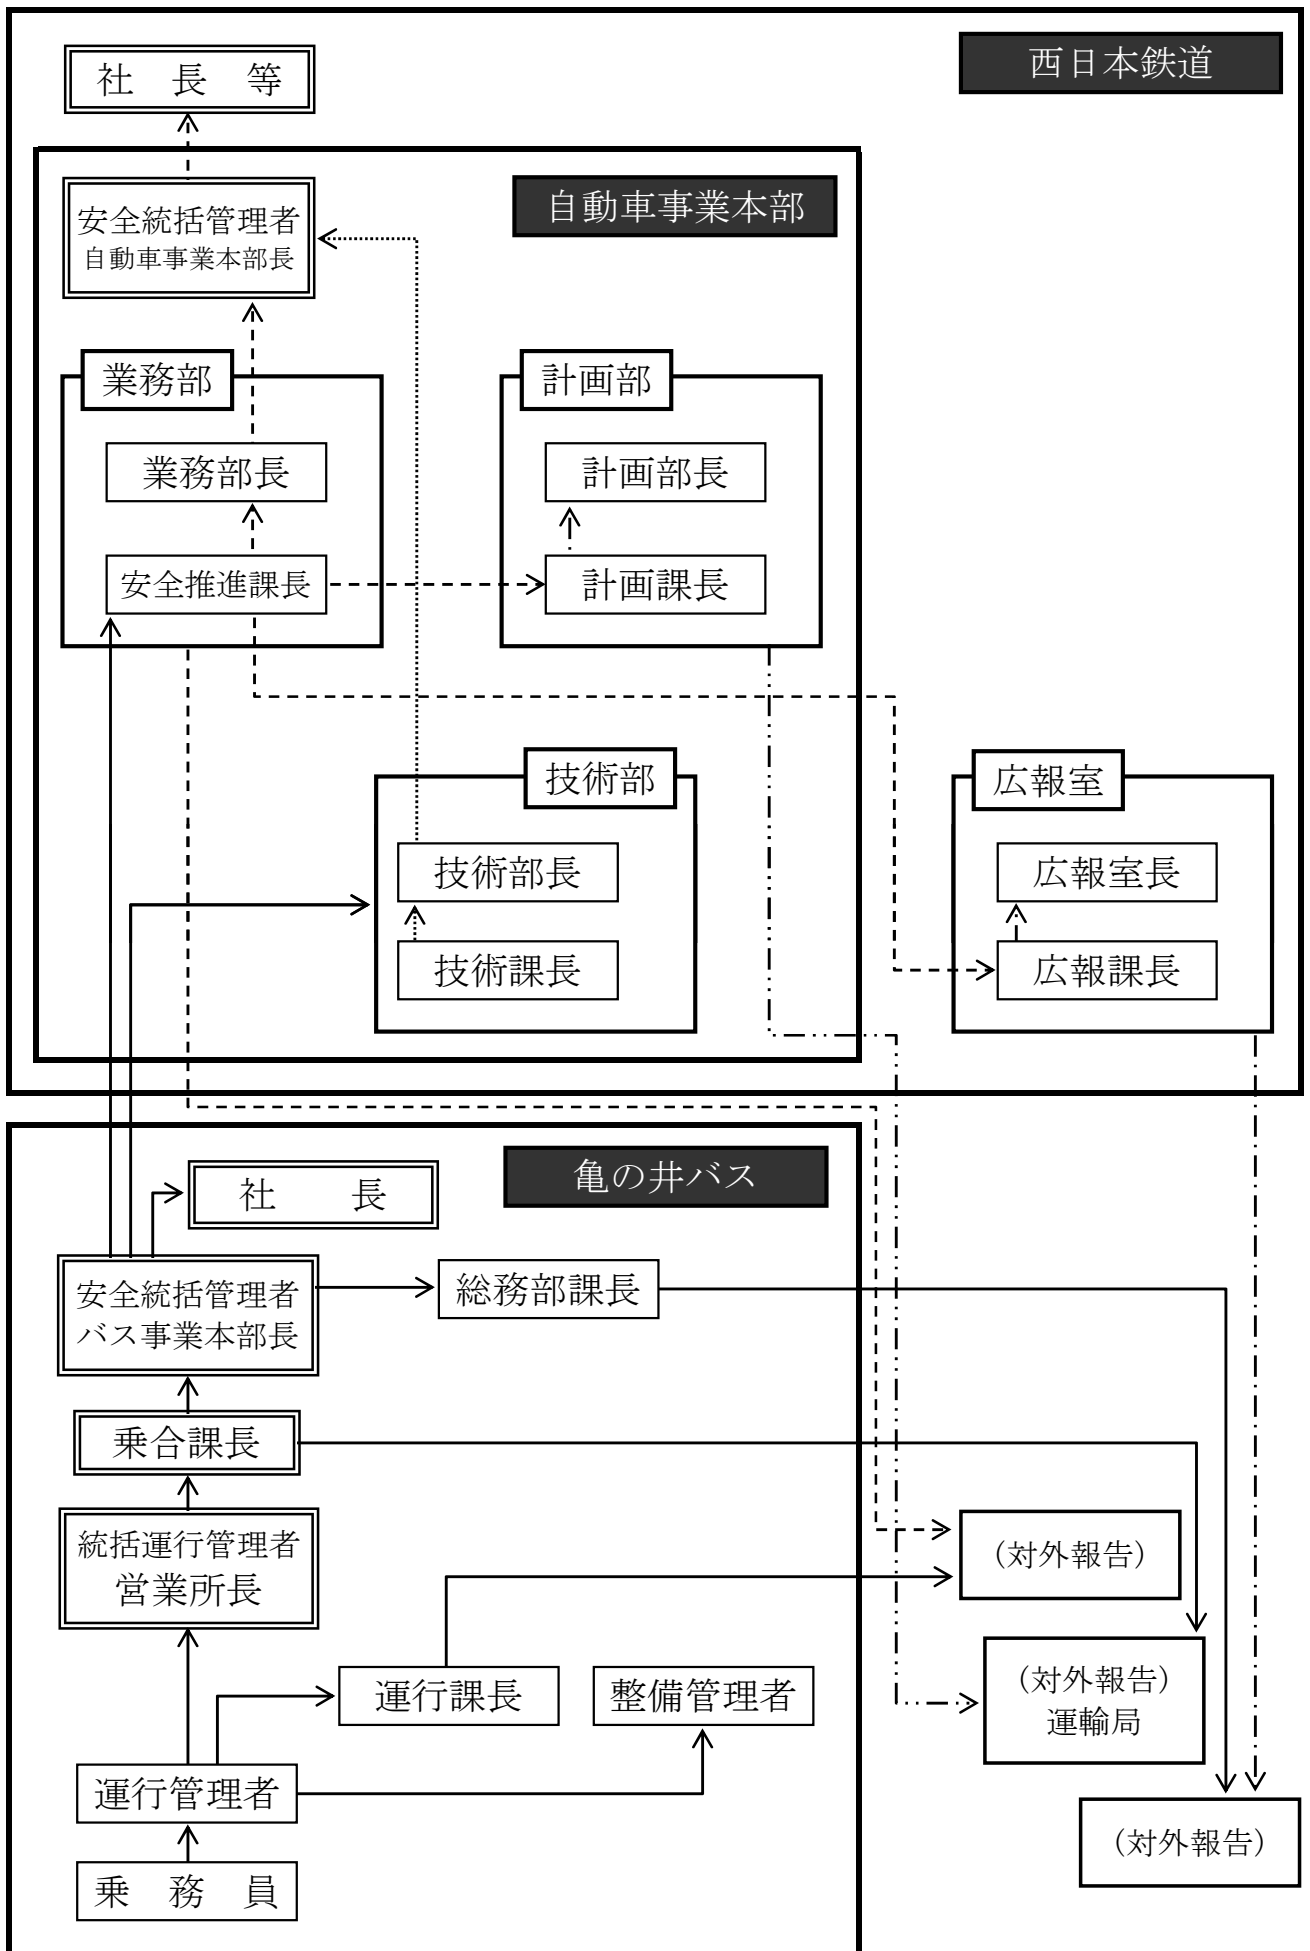 西日本鉄道
社　長　等
自動車事業本部
安全統括管理者
自動車事業本部長
業務部
計画部
業務部長
計画部長
安全推進課長
計画課長
技術部
広報室
技術部長
広報室長
技術課長
広報課長
亀の井バス
社　　長
安全統括管理者
バス事業本部長
総務部課長
乗合課長
統括運行管理者
営業所長
（対外報告）
運行課長
整備管理者
（対外報告）
運輸局
運行管理者
（対外報告）
乗　務　員